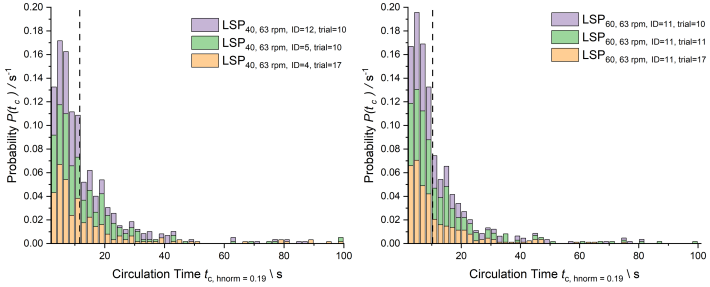 LSP40, 63 rpm, ID=12, trial=10
LSP40, 63 rpm, ID=5, trial=10
LSP40, 63 rpm, ID=4, trial=17
0.20
0.18
0.16
0.14
0.12
0.10
0.08
0.06
0.04
0.02
0.00
20 40 60 80 100
Probability P(t c ) / s-1
Circulation Time tc, hnorm = 0.19 \ s
LSP60, 63 rpm, ID=11, trial=10
LSP60, 63 rpm, ID=11, trial=11
LSP60, 63 rpm, ID=11, trial=17
0.20
0.18
0.16
0.14
0.12
0.10
0.08
0.06
0.04
0.02
0.00
20 40 60 80 100
Probability P(t c ) / s-1
Circulation Time tc, hnorm = 0.19 \ s